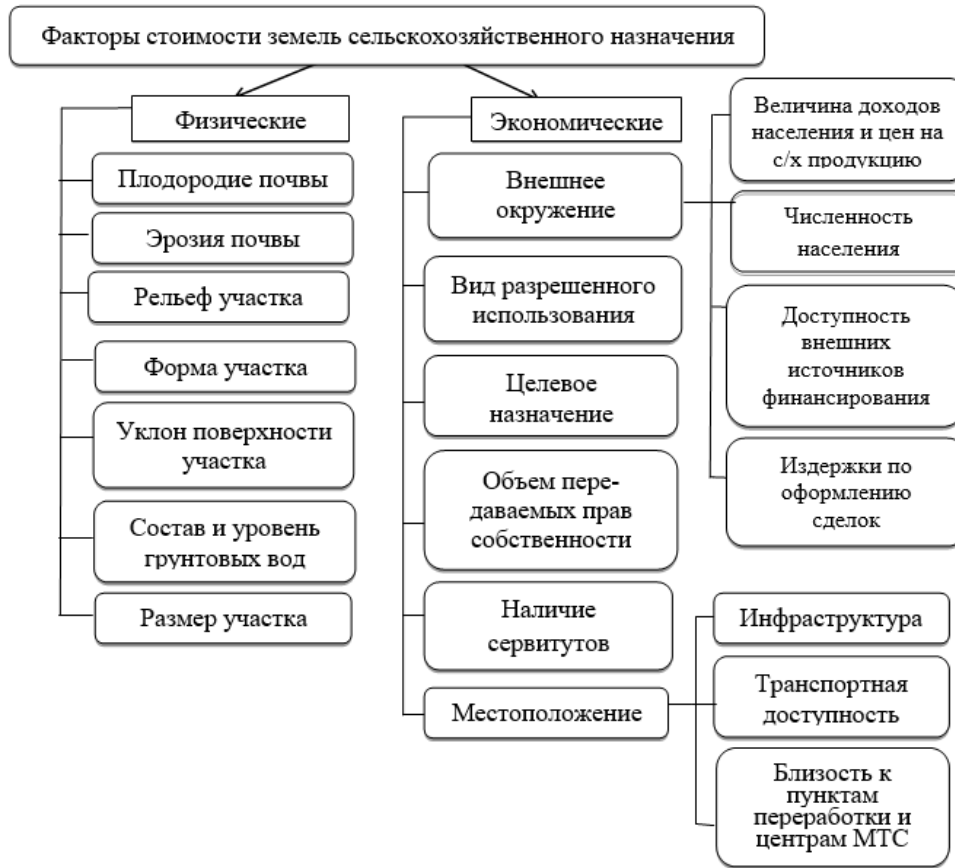 Факторы стоимости земель сельскохозяйственного назначения
Физические
Плодородие почвы
Эрозия почвы
Рельеф участка
Форма участка
Уклон поверхности
участка
Состав и уровень
грунтовых вод
Размер участка
Экономические
Внешнее
окружение
Вид разрешенного
использования
Целевое
назначение
Объем пере-
даваемых прав
собственности
Наличие
сервитутов
Местоположение
Величина доходов
населения и цен на
с/х продукцию
Численность
населения
Доступность
внешних
источников
финансирования
Издержки по
оформлению
сделок
Инфраструктура
Транспортная
доступность
Близость к
пунктам
переработки и
центрам МТС